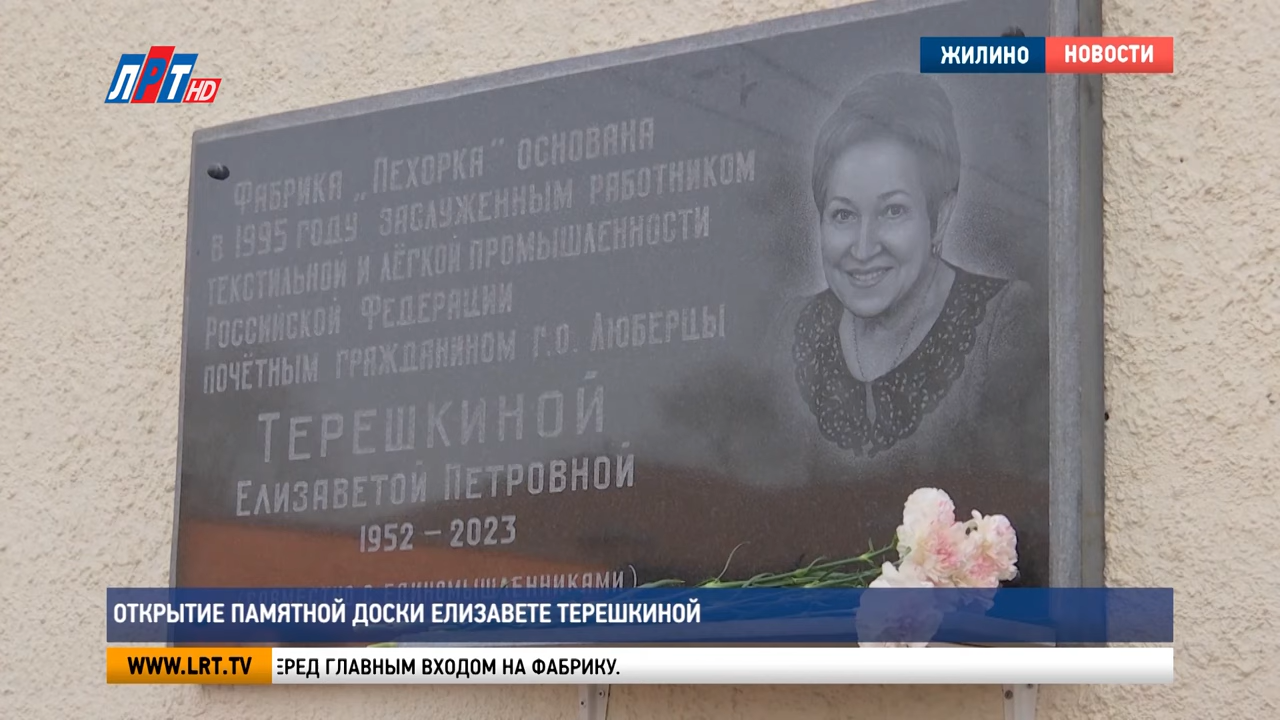 ЛРТ HD
ЖИЛИНО НОВОСТИ
ФАБРИКА „ПЕХОРКА" ОСНОВАНА
В 1995 ГОДУ ЗАСЛУЖЕННЫМ РАБОТНИКОМ
ТЕКСТИЛЬНОЙ И ЛЁГКОЙ ПРОМЫШЛЕННОСТИ
РОССИЙСКОЙ ФЕДЕРАЦИИ
ПОЧЁТНЫМ ГРАЖДАНИНОМ Г.О. ЛЮБЕРЦЫ
ТЕРЕШКИНОЙ
ЕЛИЗАВЕТОЙ ПЕТРОВНОЙ
1952 – 2023
С ЕДИНОМЫШЛЕННИКАМИ)
ОТКРЫТИЕ ПАМЯТНОЙ ДОСКИ ЕЛИЗАВЕТЕ ТЕРЕШКИНОЙ
WWW.LRT.TV ЕРЕД ГЛАВНЫМ ВХОДОМ НА ФАБРИКУ.